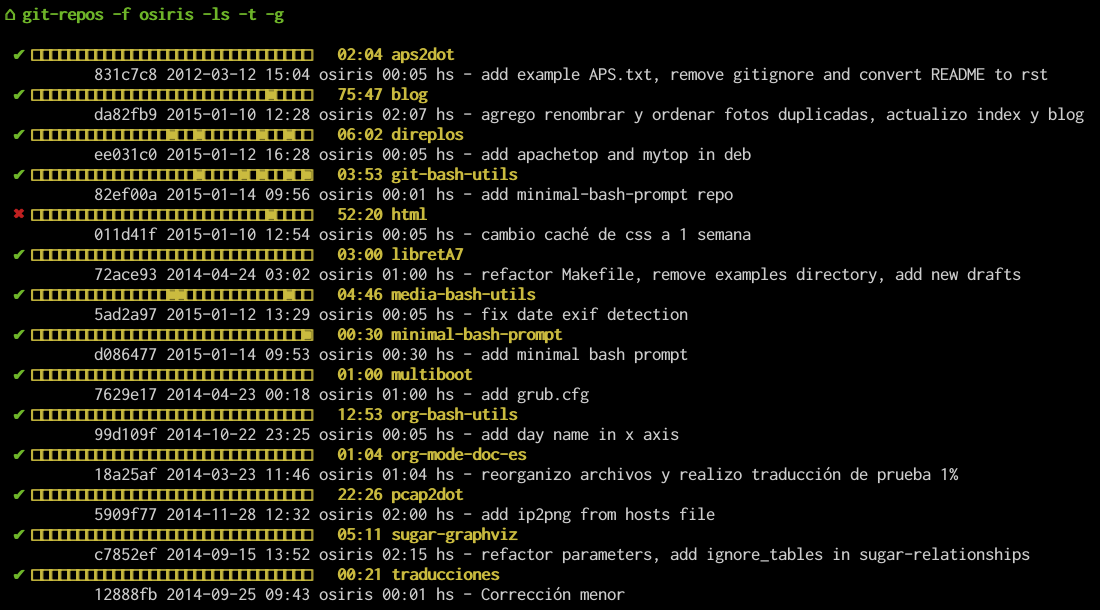 ⌂ git-repos -f osiris -ls -t -g
✔ 02:04 aps2dot
831c7c8 2012-03-12 15:04 osiris 00:05 hs - add example APS.txt, remove gitignore and convert README to rst
✔ 75:47 blog
da82fb9 2015-01-10 12:28 osiris 02:07 hs - agrego renombrar y ordenar fotos duplicadas, actualizo index y blog
✔ 06:02 direplos
ee031c0 2015-01-12 16:28 osiris 00:05 hs - add apachetop and mytop in deb
✔ 03:53 git-bash-utils
82ef00a 2015-01-14 09:56 osiris 00:01 hs - add minimal-bash-prompt repo
✖ 52:20 html
011d41f 2015-01-10 12:54 osiris 00:05 hs - cambio caché de css a 1 semana
✔ 03:00 libretA7
72ace93 2014-04-24 03:02 osiris 01:00 hs - refactor Makefile, remove examples directory, add new drafts
✔ 04:46 media-bash-utils
5ad2a97 2015-01-12 13:29 osiris 00:05 hs - fix date exif detection
✔ 00:30 minimal-bash-prompt
d086477 2015-01-14 09:53 osiris 00:30 hs - add minimal bash prompt
✔ 01:00 multiboot
7629e17 2014-04-23 00:18 osiris 01:00 hs - add grub.cfg
✔ 12:53 org-bash-utils
99d109f 2014-10-22 23:25 osiris 00:05 hs - add day name in x axis
✔ 01:04 org-mode-doc-es
18a25af 2014-03-23 11:46 osiris 01:04 hs - reorganizo archivos y realizo traducción de prueba 1%
✔ 22:26 pcap2dot
5909f77 2014-11-28 12:32 osiris 02:00 hs - add ip2png from hosts file
✔ 05:11 sugar-graphviz
c7852ef 2014-09-15 13:52 osiris 02:15 hs - refactor parameters, add ignore_tables in sugar-relationships
✔ 00:21 traducciones
12888fb 2014-09-25 09:43 osiris 00:01 hs - Corrección menor